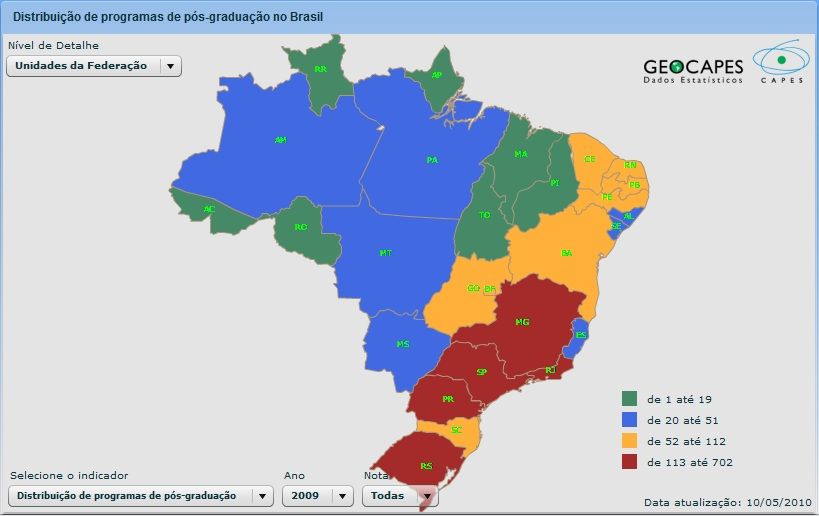 Distribuição de programas de pós-graduação no Brasil
Nível de Detalhe
Unidades da Federação
GEOCAPES
Dados Estatísticos
CAPES
RR
AP
AM
PA
MA
CE
RN
PB
PI
PE
AC
TO
AL
SE
RO
MT
BA
GO DF
MG
ES
MS
SP
RJ
PR
SC
RS
de 1 até 19
de 20 até 51
de 52 até 112
de 113 até 702
Selecione o indicador
Ano
Nota
Distribuição de programas de pós-graduação
2009
Todas
Data atualização: 10/05/2010